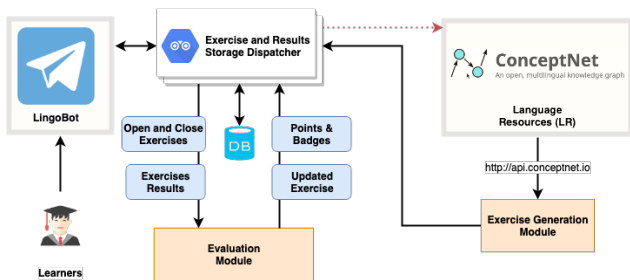 Exercise and Results
Storage Dispatcher
LingoBot
ConceptNet
An open, multilingual knowledge graph
Language
Resources (LR)
Open and Close
Exercises
DB
Points &
Badges
Exercises
Results
Updated
Exercise
http://api.conceptnet.io
Evaluation
Module
Exercise Generation
Module
Learners